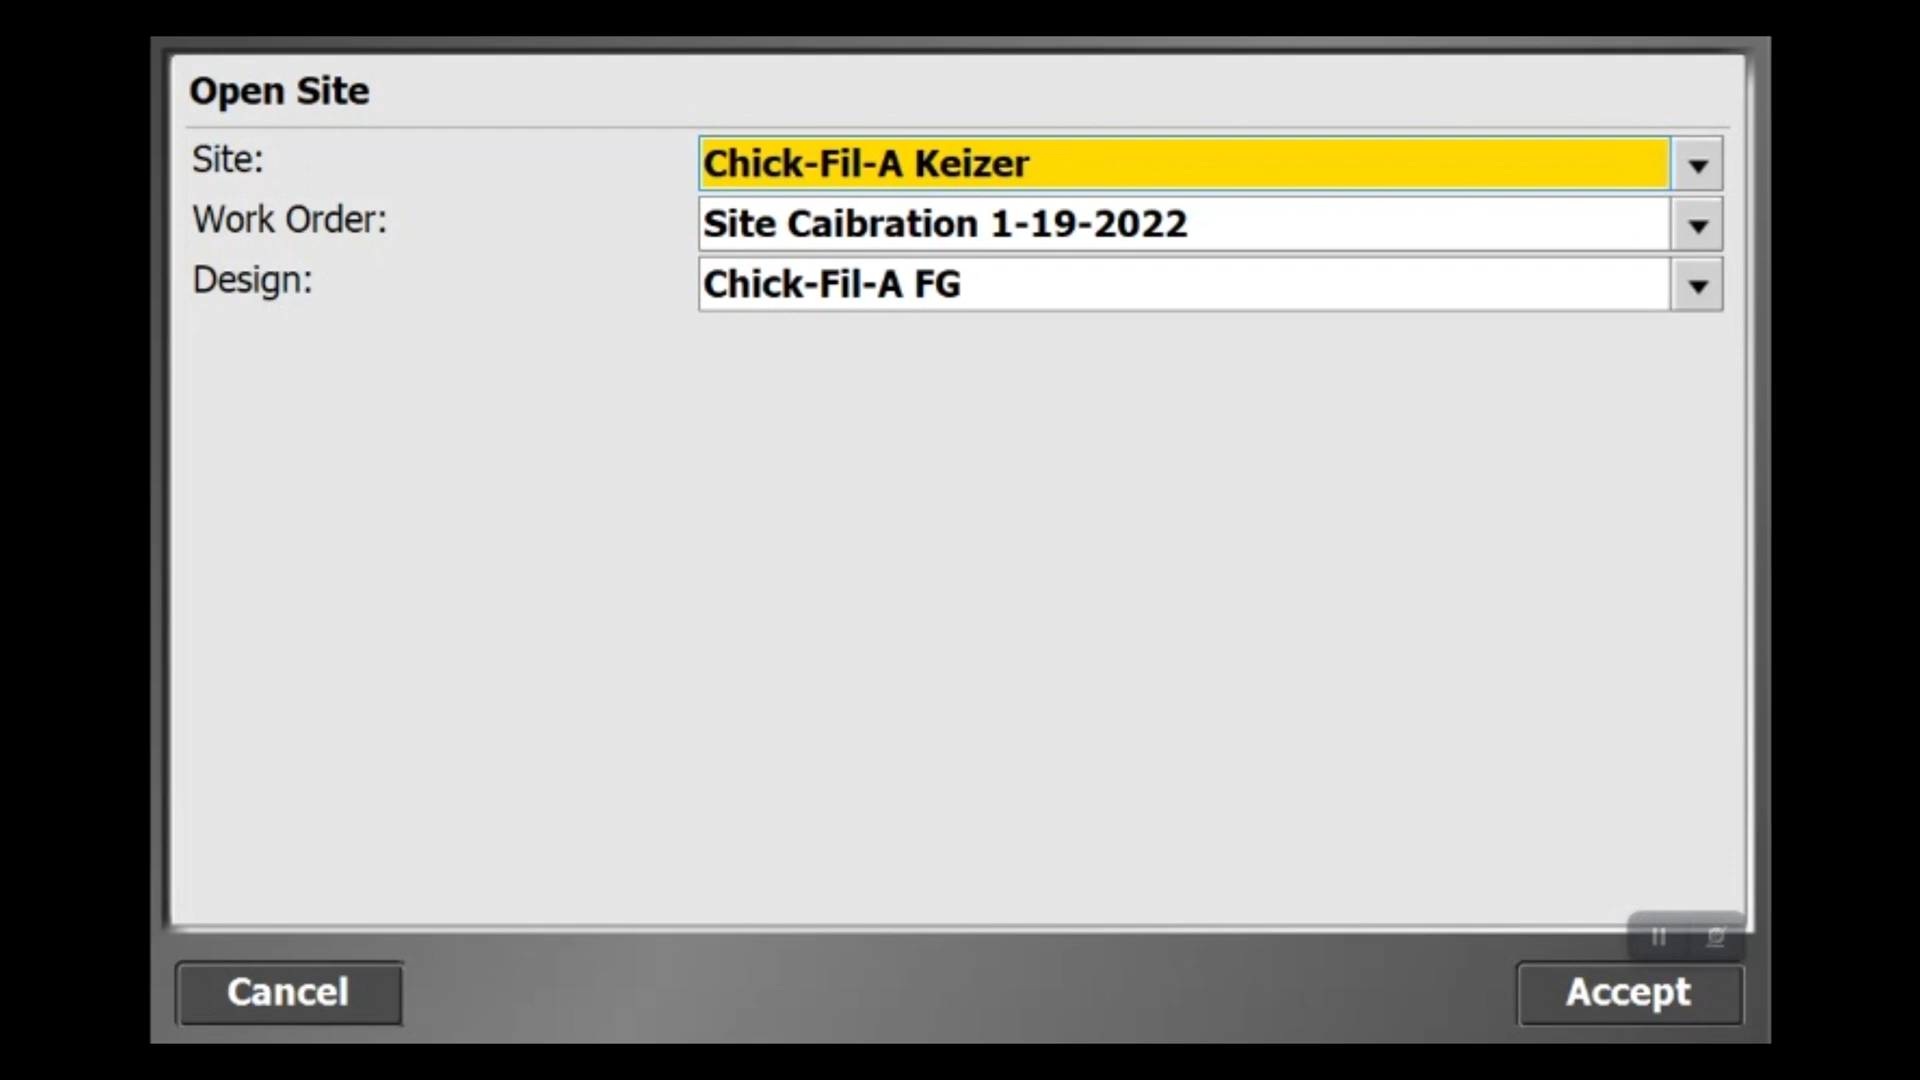 Open Site
Site: Chick-Fil-A Keizer
Work Order: Site Caibration 1-19-2022
Design: Chick-Fil-A FG
Cancel Accept